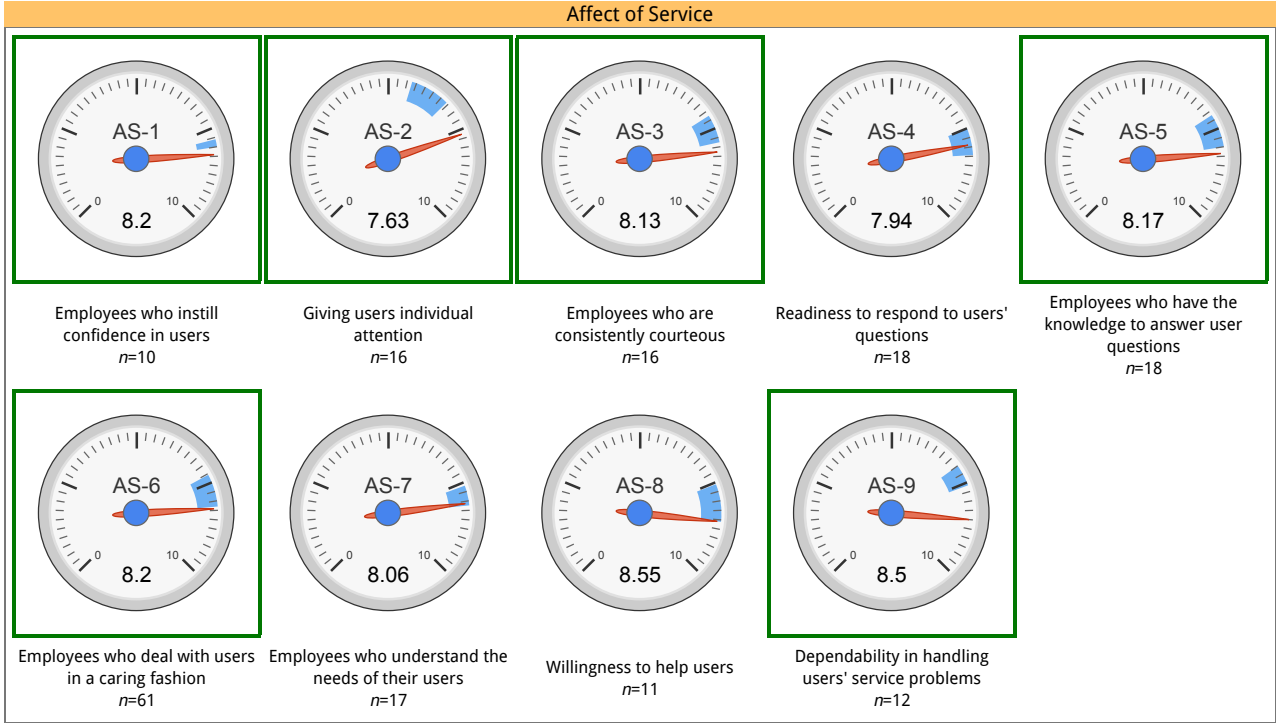 Affect of Service
AS-1
0
10
8.2
Employees who instill
confidence in users
n=10
AS-2
0
10
7.63
Giving users individual
attention
n=16
AS-3
0
10
8.13
Employees who are
consistently courteous
n=16
AS-4
0
10
7.94
Readiness to respond to users'
questions
n=18
AS-5
0
10
8.17
Employees who have the
knowledge to answer user
questions
n=18
AS-6
0
10
8.2
Employees who deal with users
in a caring fashion
n=61
AS-7
0
10
8.06
Employees who understand the
needs of their users
n=17
AS-8
0
10
8.55
Willingness to help users
n=11
AS-9
0
10
8.5
Dependability in handling
users' service problems
n=12